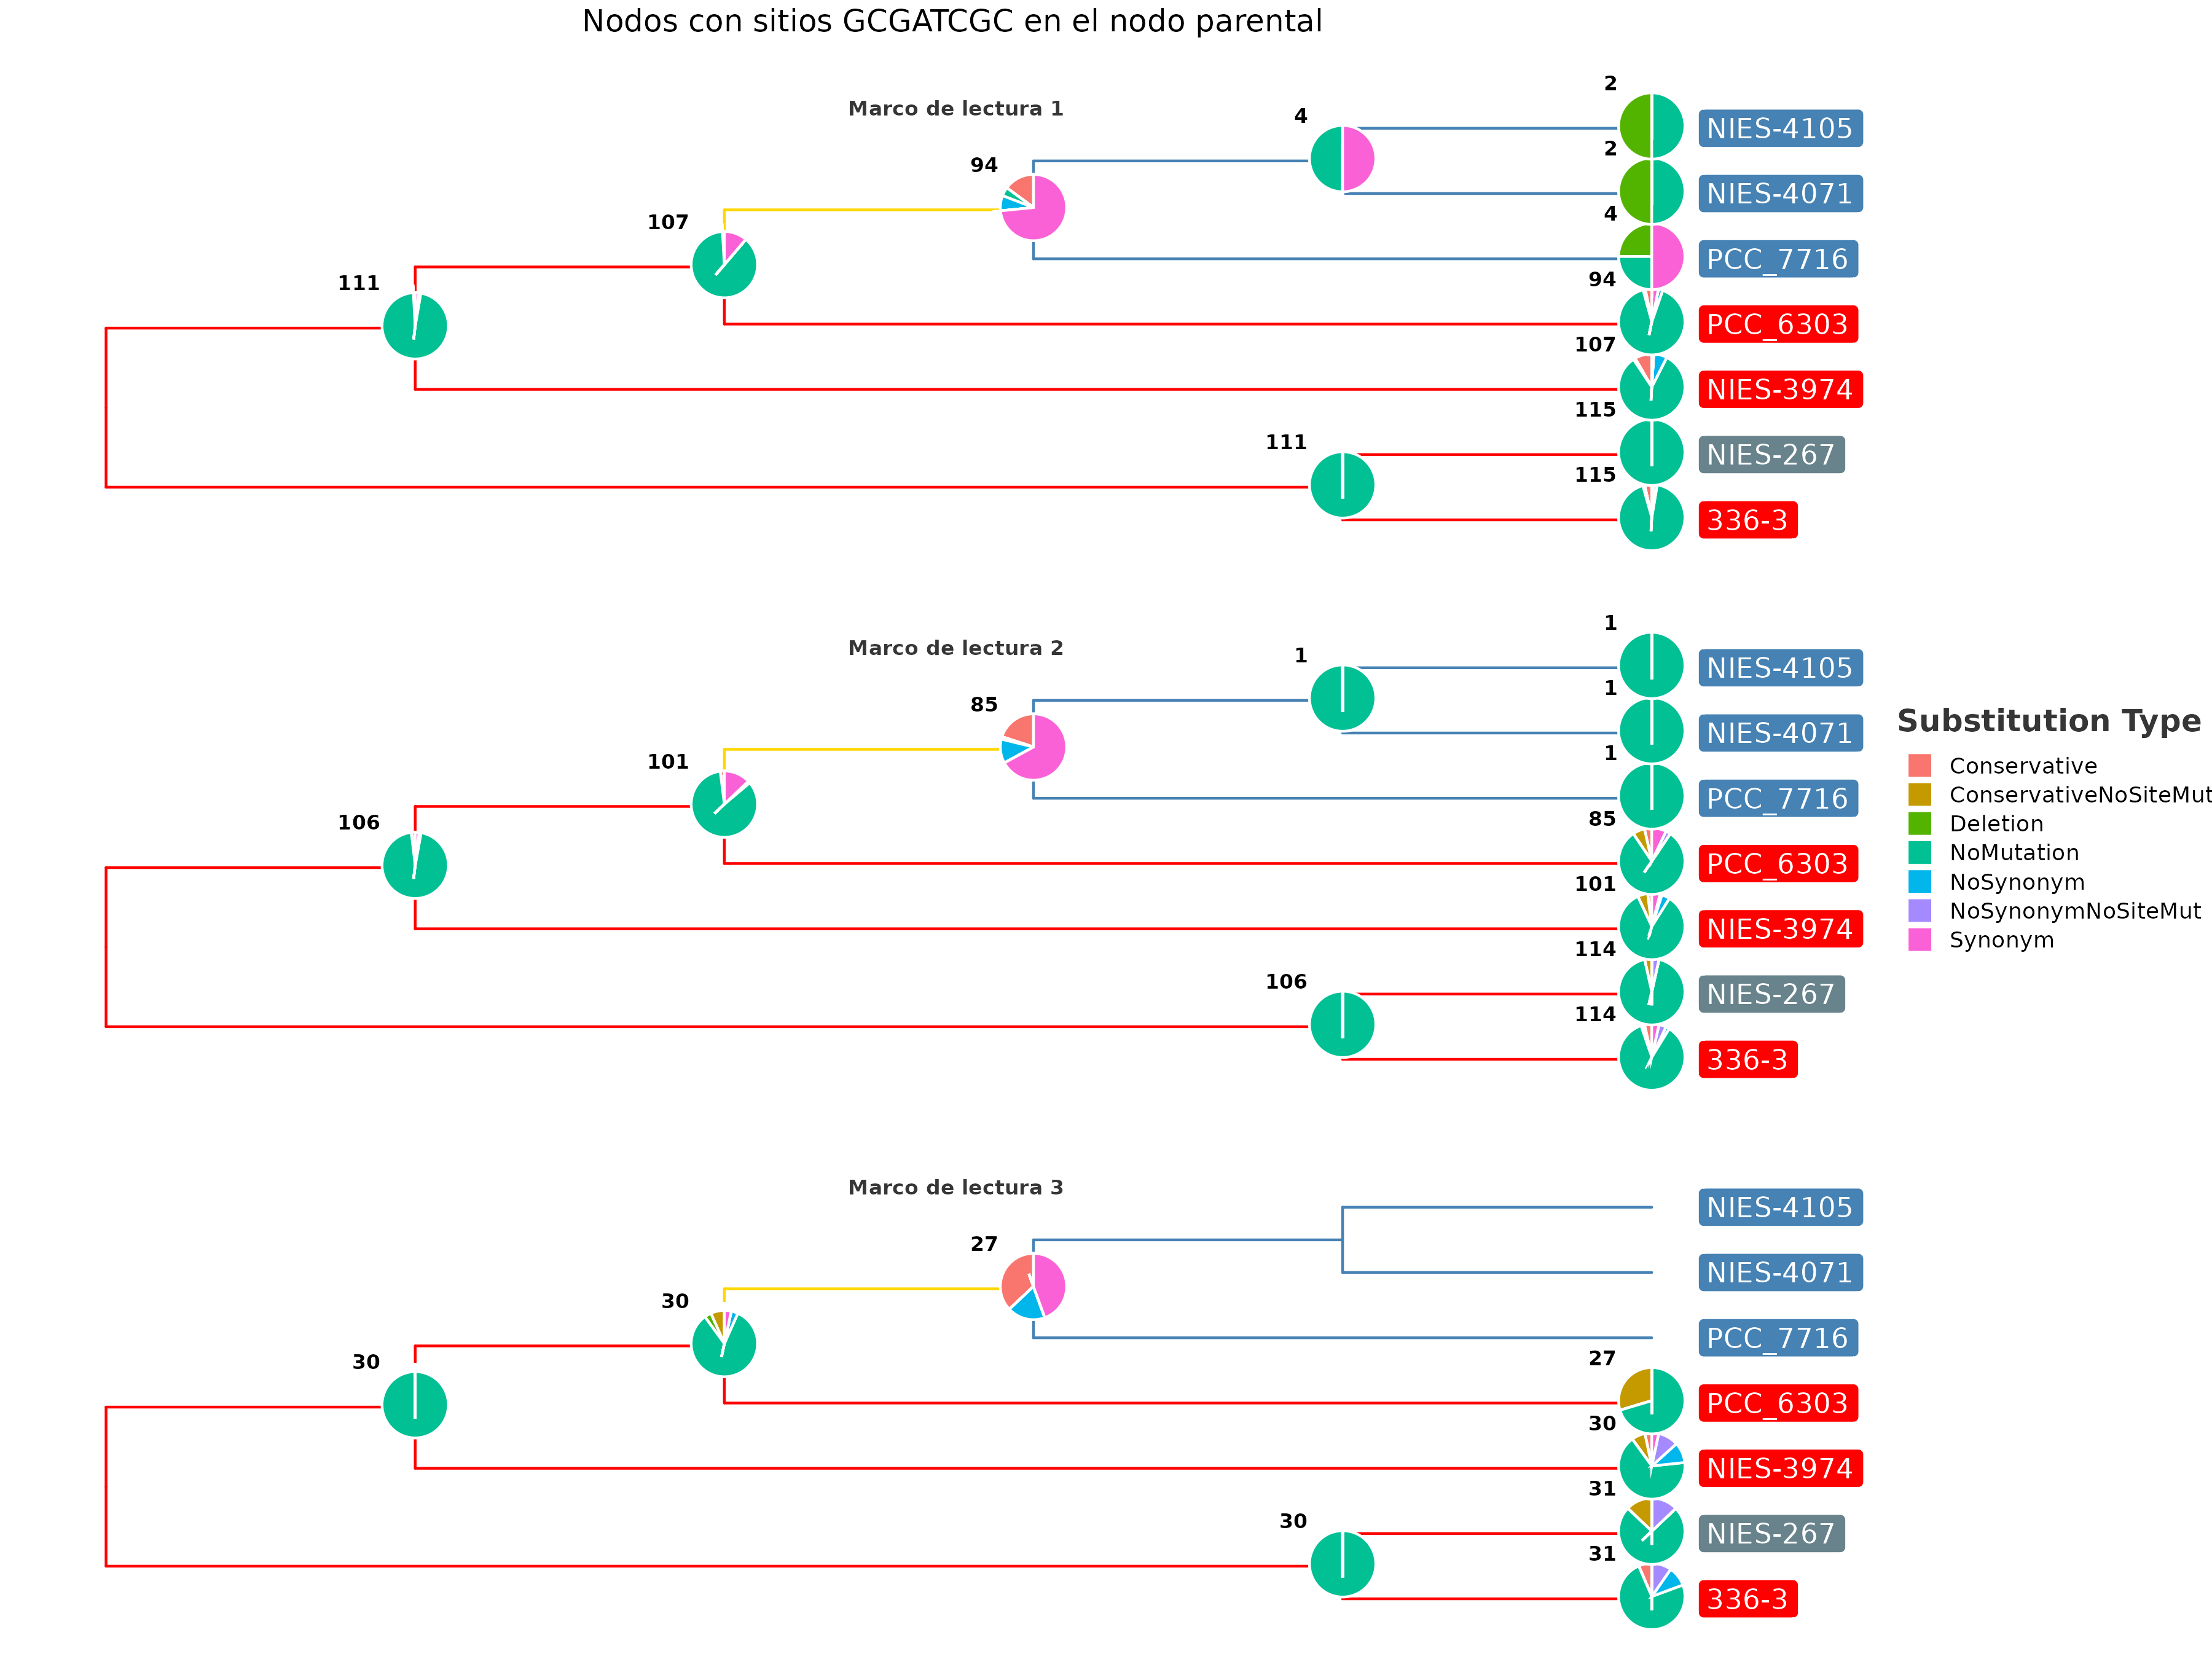 Nodos con sitios GCGATCGC en el nodo parental
Marco de lectura 1
2
NIES-4105
4
2
NIES-4071
94
4
PCC_7716
107
94
PCC_6303
111
107
NIES-3974
115
NIES-267
111
115
336-3
Marco de lectura 2
1
NIES-4105
1
1
NIES-4071
85
1
PCC_7716
101
85
PCC_6303
106
101
NIES-3974
114
NIES-267
106
114
336-3
Substitution Type
Conservative
ConservativeNoSiteMut
Deletion
NoMutation
NoSynonym
NoSynonymNoSiteMut
Synonym
Marco de lectura 3
NIES-4105
27
NIES-4071
30
PCC_7716
30
27
PCC_6303
30
NIES-3974
31
NIES-267
30
31
336-3